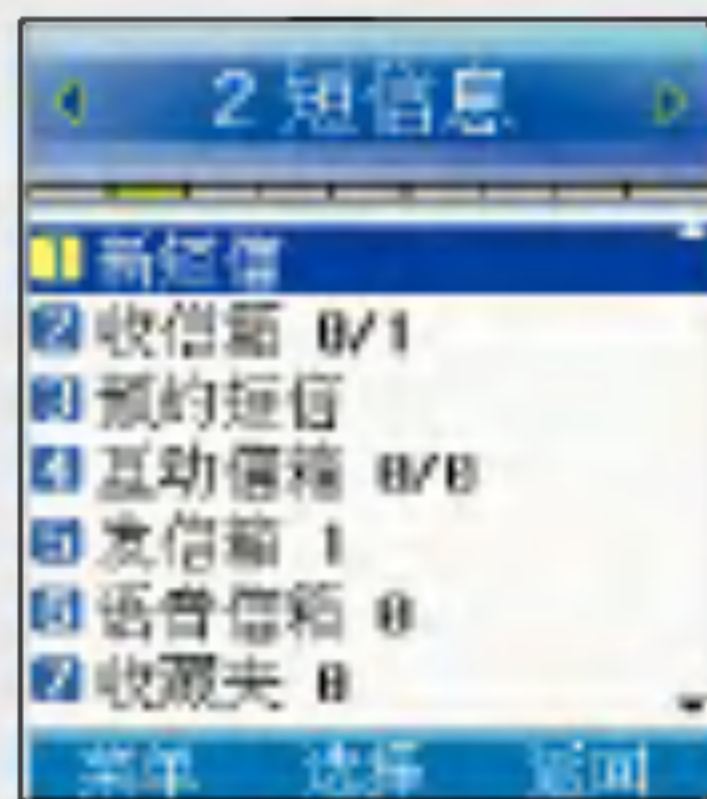 2 短信息
1 新短信
2 收信箱 0/1
3 预约短信
4 互动信箱 0/0
5 发信箱 1
6 语音信箱 0
7 收藏夹 0
菜单 选择 返回